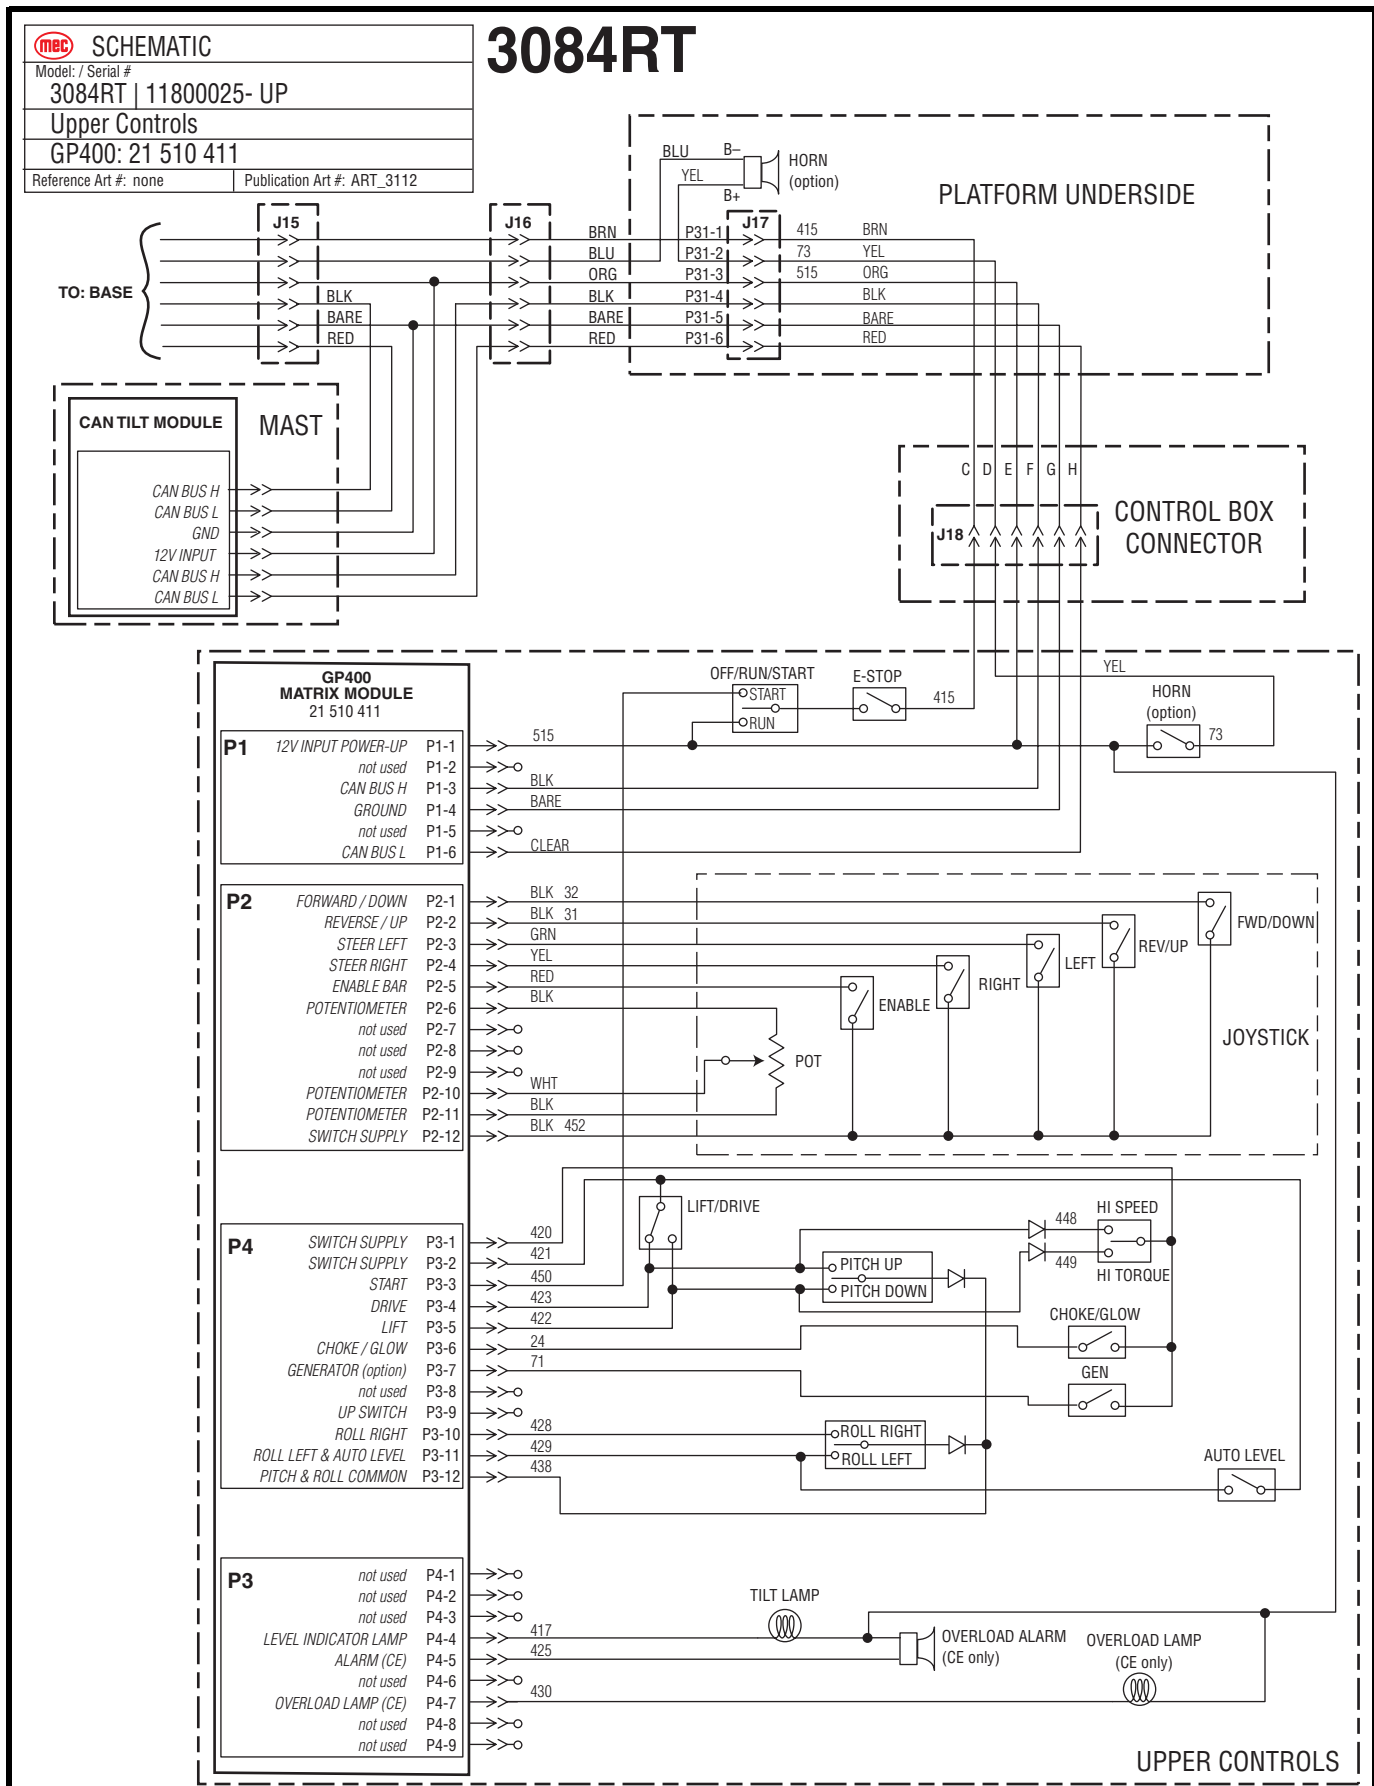 mec SCHEMATIC
3084RT
Model: / Serial #
3084RT | 11800025- UP
Upper Controls
GP400: 21 510 411
Reference Art #: none
Publication Art #: ART_3112
BLU B–
HORN
(option)
YEL
B+
PLATFORM UNDERSIDE
J15
J16
J17
BRN P31-1 415 BRN
BLU P31-2 73 YEL
ORG P31-3 515 ORG
TO: BASE
BLK BLK P31-4 BLK
BARE BARE P31-5 BARE
RED RED P31-6 RED
CAN TILT MODULE
MAST
CAN BUS H
CAN BUS L
GND
12V INPUT
CAN BUS H
CAN BUS L
C D E F G H
J18
CONTROL BOX
CONNECTOR
GP400
MATRIX MODULE
21 510 411
OFF/RUN/START
START
RUN
E-STOP
415
YEL
HORN
(option)
73
P1 12V INPUT POWER-UP P1-1 515
not used P1-2
CAN BUS H P1-3 BLK
GROUND P1-4 BARE
not used P1-5
CAN BUS L P1-6 CLEAR
P2 FORWARD / DOWN P2-1 BLK 32
REVERSE / UP P2-2 BLK 31
STEER LEFT P2-3 GRN
STEER RIGHT P2-4 YEL
ENABLE BAR P2-5 RED
POTENTIOMETER P2-6 BLK
not used P2-7
not used P2-8
not used P2-9
POTENTIOMETER P2-10 WHT
POTENTIOMETER P2-11 BLK
SWITCH SUPPLY P2-12 BLK 452
FWD/DOWN
REV/UP
LEFT
RIGHT
ENABLE
JOYSTICK
POT
P4 SWITCH SUPPLY P3-1 420
SWITCH SUPPLY P3-2 421
START P3-3 450
DRIVE P3-4 423
LIFT P3-5 422
CHOKE / GLOW P3-6 24
GENERATOR (option) P3-7 71
not used P3-8
UP SWITCH P3-9
ROLL RIGHT P3-10 428
ROLL LEFT & AUTO LEVEL P3-11 429
PITCH & ROLL COMMON P3-12 438
LIFT/DRIVE
HI SPEED
448
449
HI TORQUE
PITCH UP
PITCH DOWN
CHOKE/GLOW
GEN
ROLL RIGHT
ROLL LEFT
AUTO LEVEL
P3 not used P4-1
not used P4-2
not used P4-3
LEVEL INDICATOR LAMP P4-4 417
ALARM (CE) P4-5 425
not used P4-6
OVERLOAD LAMP (CE) P4-7 430
not used P4-8
not used P4-9
TILT LAMP
OVERLOAD ALARM
(CE only)
OVERLOAD LAMP
(CE only)
UPPER CONTROLS